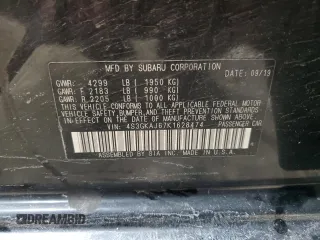 MFD BY SUBARU CORPORATION DATE: 09/19
GVWR: 4299 LB ( 1950 KG)
GAWR: F 2183 LB ( 990 KG)
GAWR: R 2205 LB ( 1000 KG)
THIS VEHICLE CONFORMS TO ALL APPLICABLE FEDERAL MOTOR
VEHICLE SAFETY, BUMPER, AND THEFT PREVENTION STANDARDS
IN EFFECT ON THE DATE OF MANUFACTURE SHOWN ABOVE.
VIN: 4S3GKAJ67K1628474 PASSENGER CAR
ASSEMBLED BY SIA INC, IN U.S.A.
DREAMBID